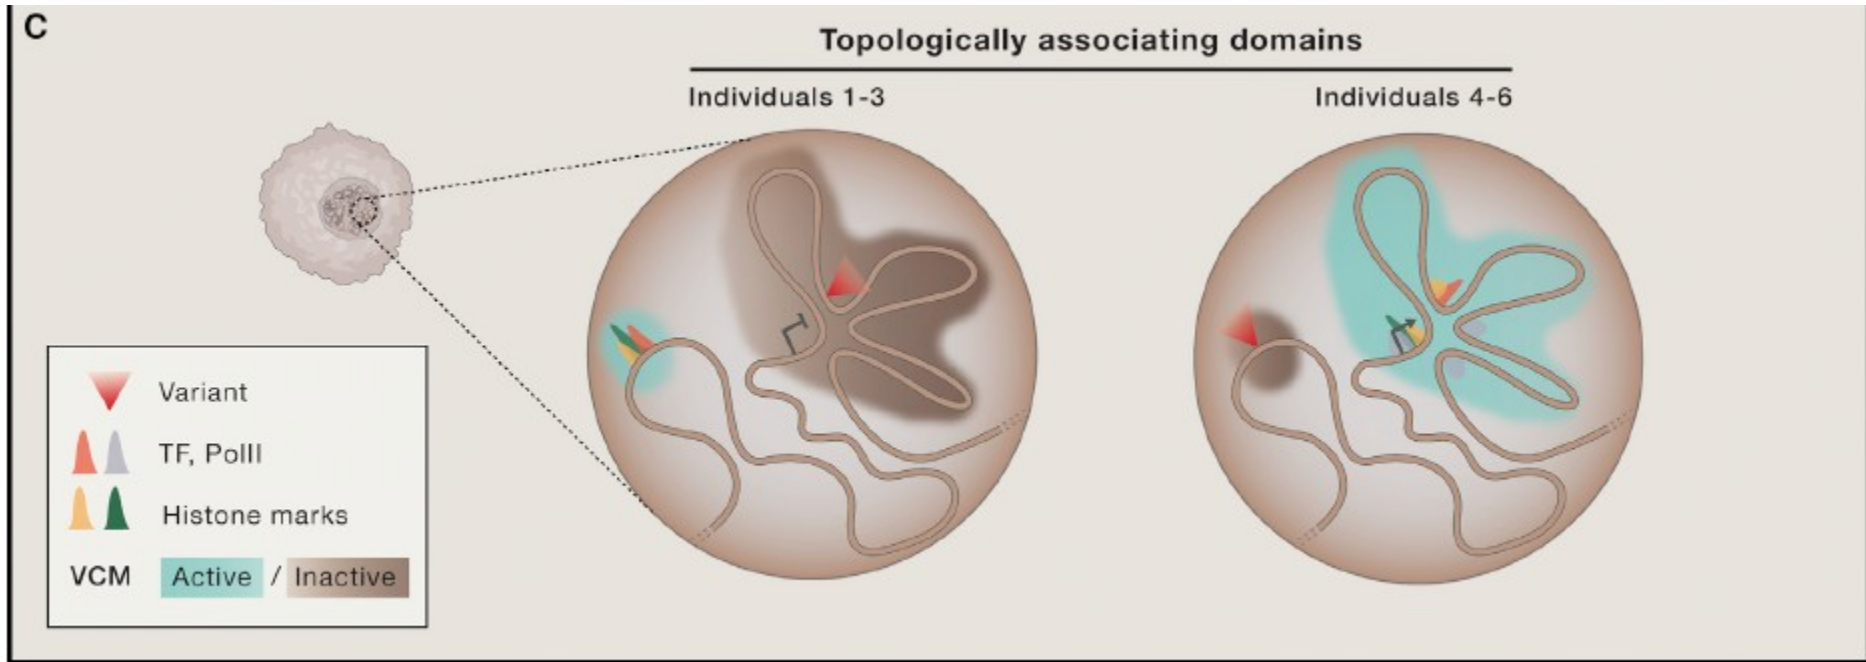 C
Topologically associating domains
Individuals 1-3
Individuals 4-6
Variant
TF, PolII
Histone marks
VCM Active / Inactive